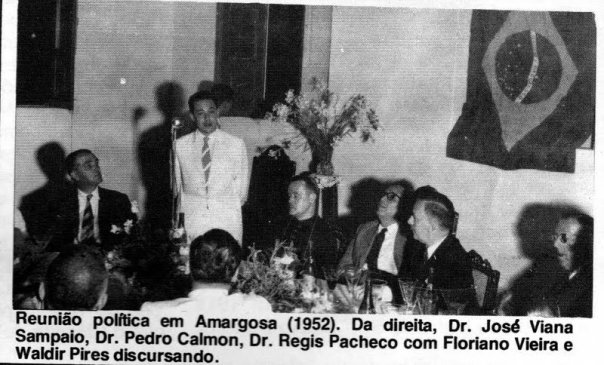 Reunião política em Amargosa (1952). Da direita, Dr. José Viana
Sampaio, Dr. Pedro Calmon, Dr. Regis Pacheco com Floriano Vieira e
Waldir Pires discursando.